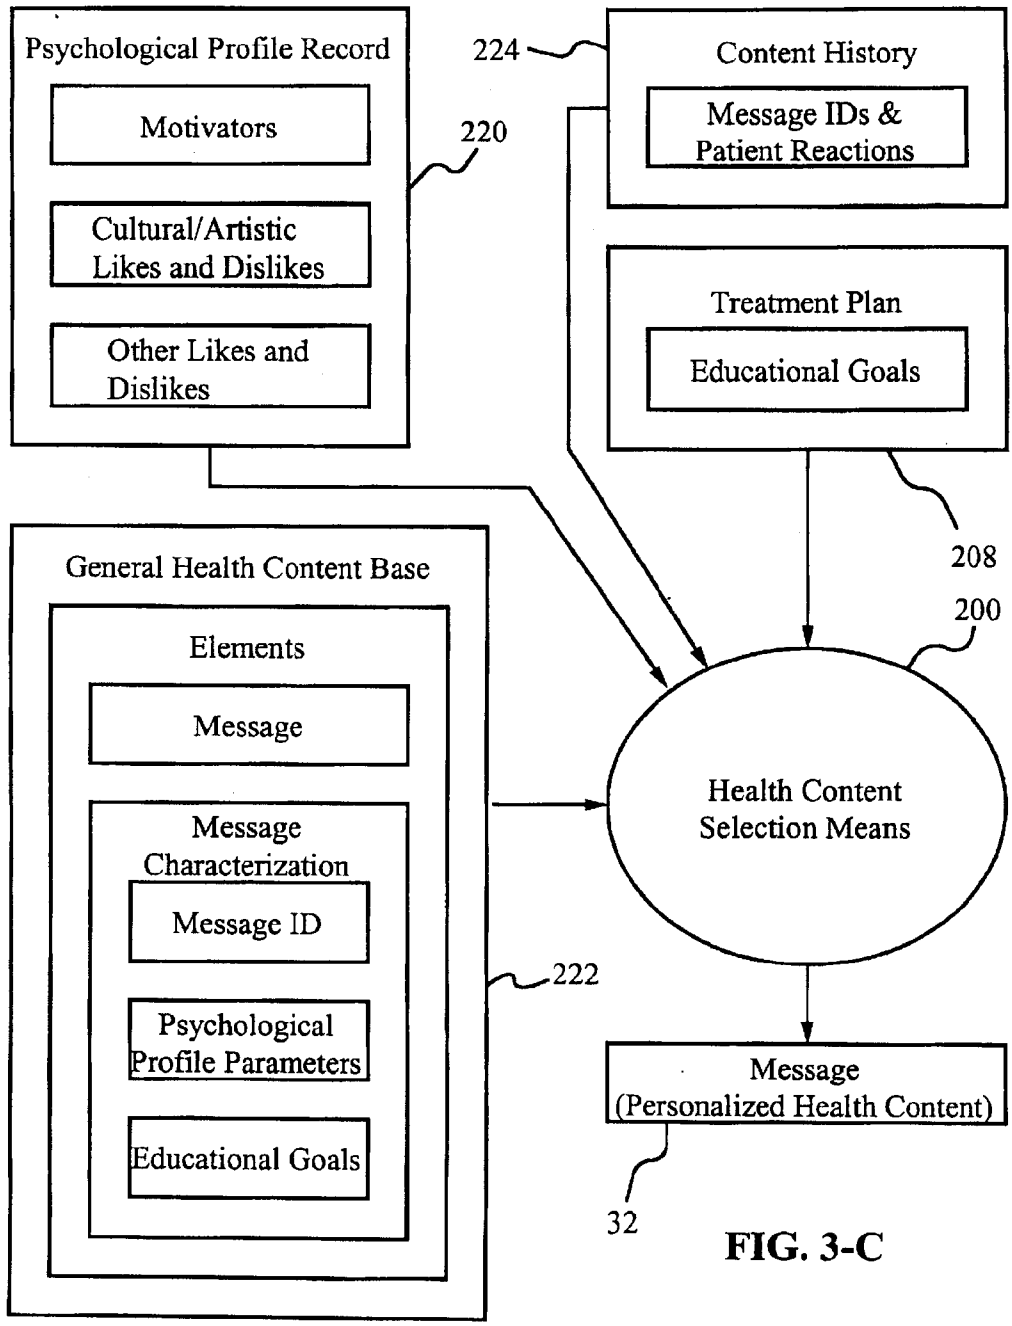 Psychological Profile Record
Motivators
220
Cultural/Artistic
Likes and Dislikes
Other Likes and
Dislikes
224
Content History
Message IDs &
Patient Reactions
Treatment Plan
Educational Goals
208
General Health Content Base
Elements
Message
Message
Characterization
Message ID
Psychological
Profile Parameters
Educational Goals
222
200
Health Content
Selection Means
Message
(Personalized Health Content)
32
FIG. 3-C